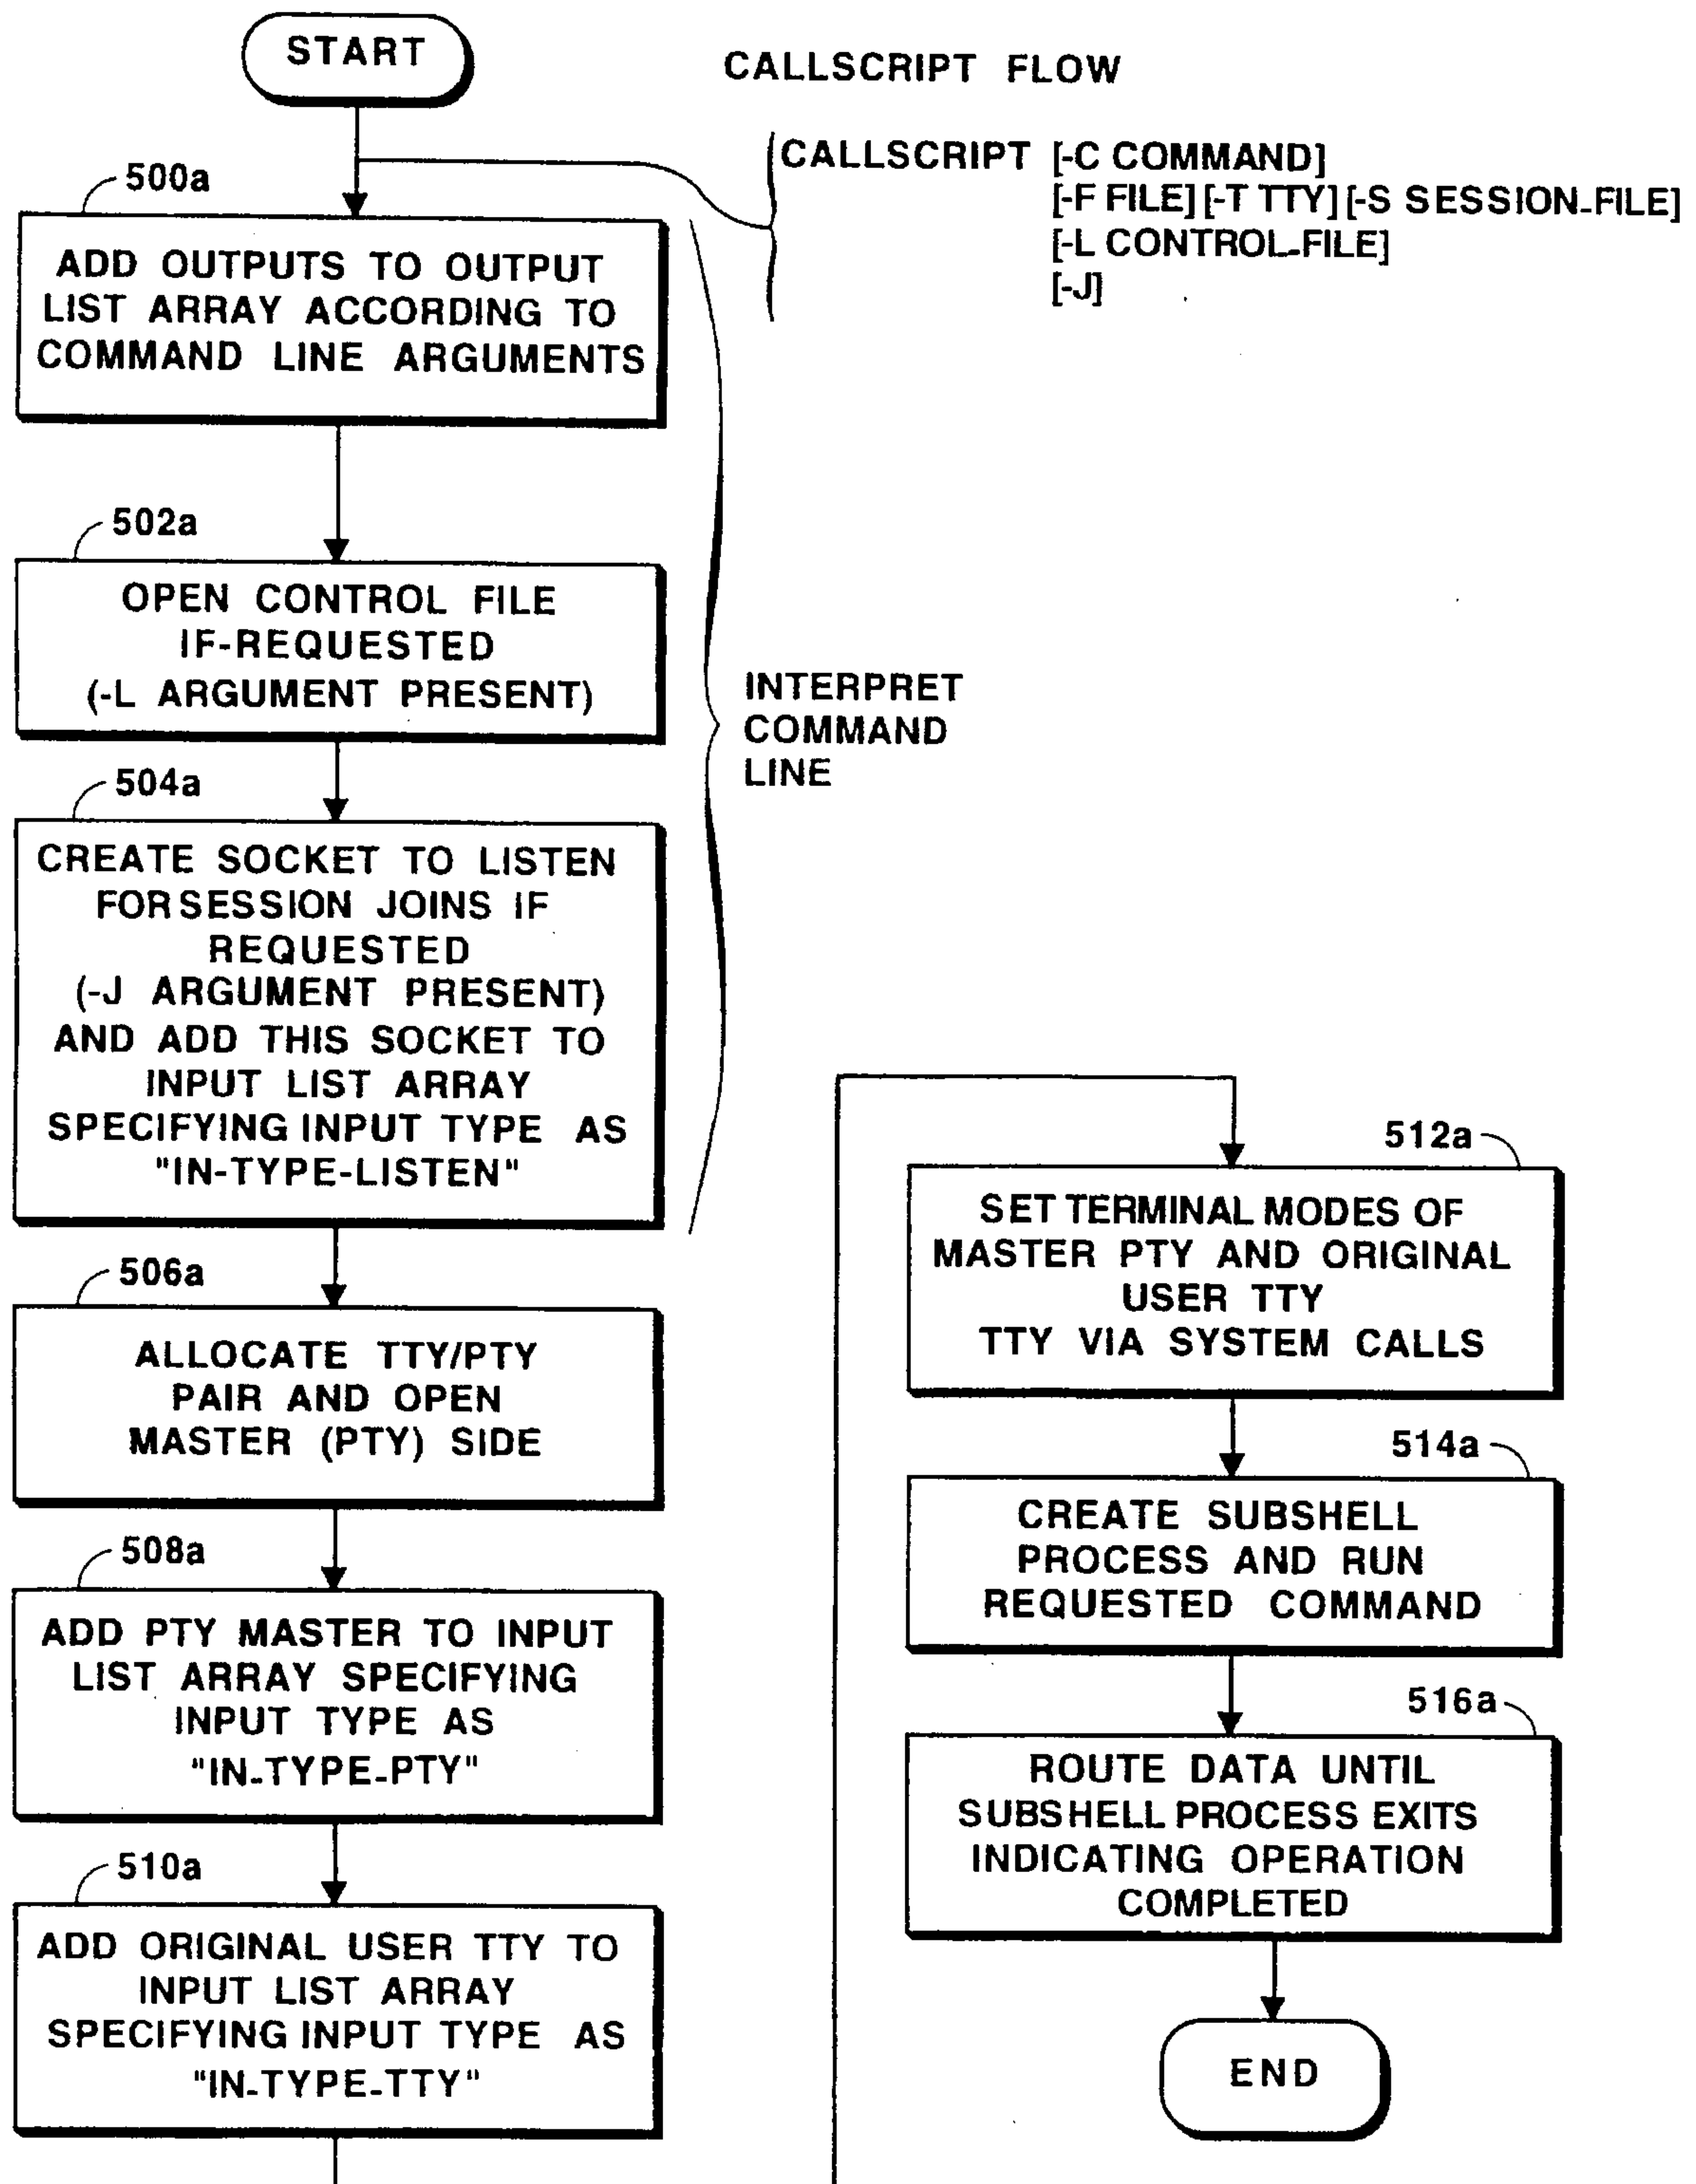 START
CALLSCRIPT FLOW
CALLSCRIPT [-C COMMAND]
[-F FILE] [-T TTY] [-S SESSION-FILE]
[-L CONTROL-FILE]
[-J]
500a
ADD OUTPUTS TO OUTPUT
LIST ARRAY ACCORDING TO
COMMAND LINE ARGUMENTS
502a
OPEN CONTROL FILE
IF-REQUESTED
(-L ARGUMENT PRESENT)
INTERPRET
COMMAND
LINE
504a
CREATE SOCKET TO LISTEN
FOR SESSION JOINS IF
REQUESTED
(-J ARGUMENT PRESENT)
AND ADD THIS SOCKET TO
INPUT LIST ARRAY
SPECIFYING INPUT TYPE AS
"IN-TYPE-LISTEN"
506a
ALLOCATE TTY/PTY
PAIR AND OPEN
MASTER (PTY) SIDE
508a
ADD PTY MASTER TO INPUT
LIST ARRAY SPECIFYING
INPUT TYPE AS
"IN-TYPE-PTY"
510a
ADD ORIGINAL USER TTY TO
INPUT LIST ARRAY
SPECIFYING INPUT TYPE AS
"IN-TYPE-TTY"
512a
SET TERMINAL MODES OF
MASTER PTY AND ORIGINAL
USER TTY
TTY VIA SYSTEM CALLS
514a
CREATE SUBSHELL
PROCESS AND RUN
REQUESTED COMMAND
516a
ROUTE DATA UNTIL
SUBSHELL PROCESS EXITS
INDICATING OPERATION
COMPLETED
END